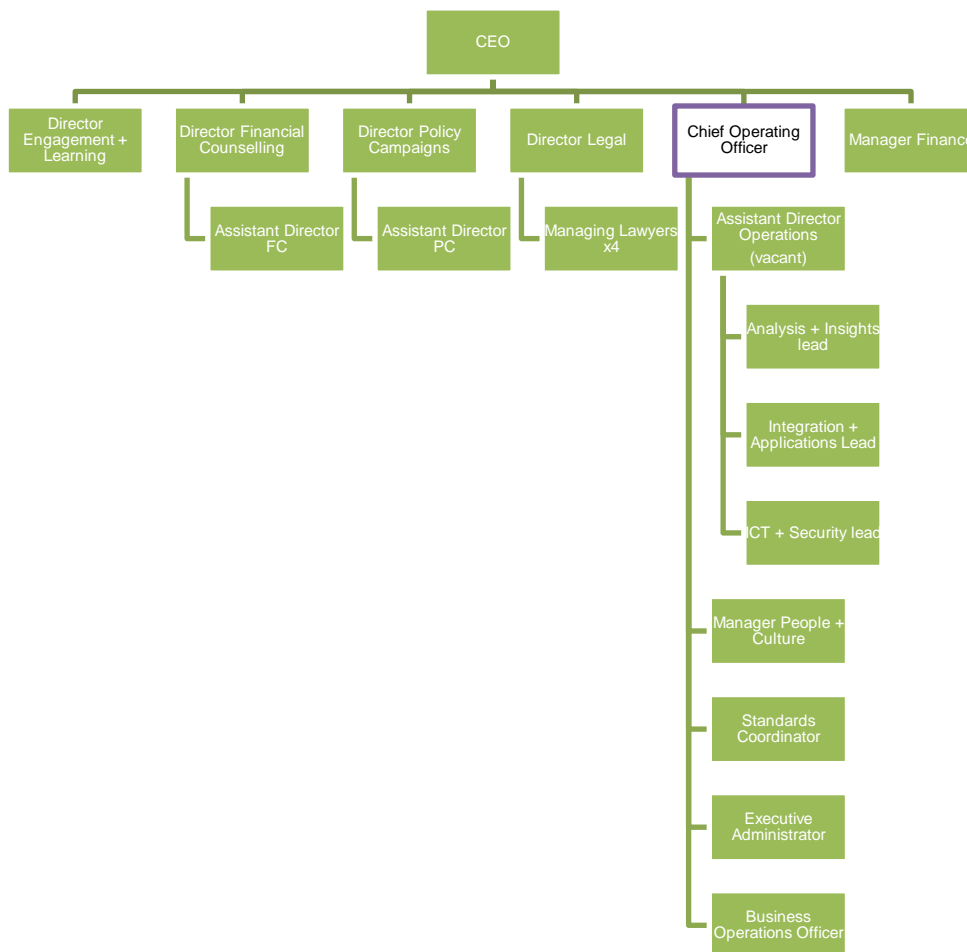 CEO
Director
Engagement +
Learning
Director Financial
Counselling
Director Policy
Campaigns
Director Legal
Chief Operating
Officer
Manager Finance
Assistant Director
FC
Assistant Director
PC
Managing Lawyers
x4
Assistant Director
Operations
(vacant)
Analysis + Insights
lead
Integration +
Applications Lead
ICT + Security lead
Manager People +
Culture
Standards
Coordinator
Executive
Administrator
Business
Operations Officer